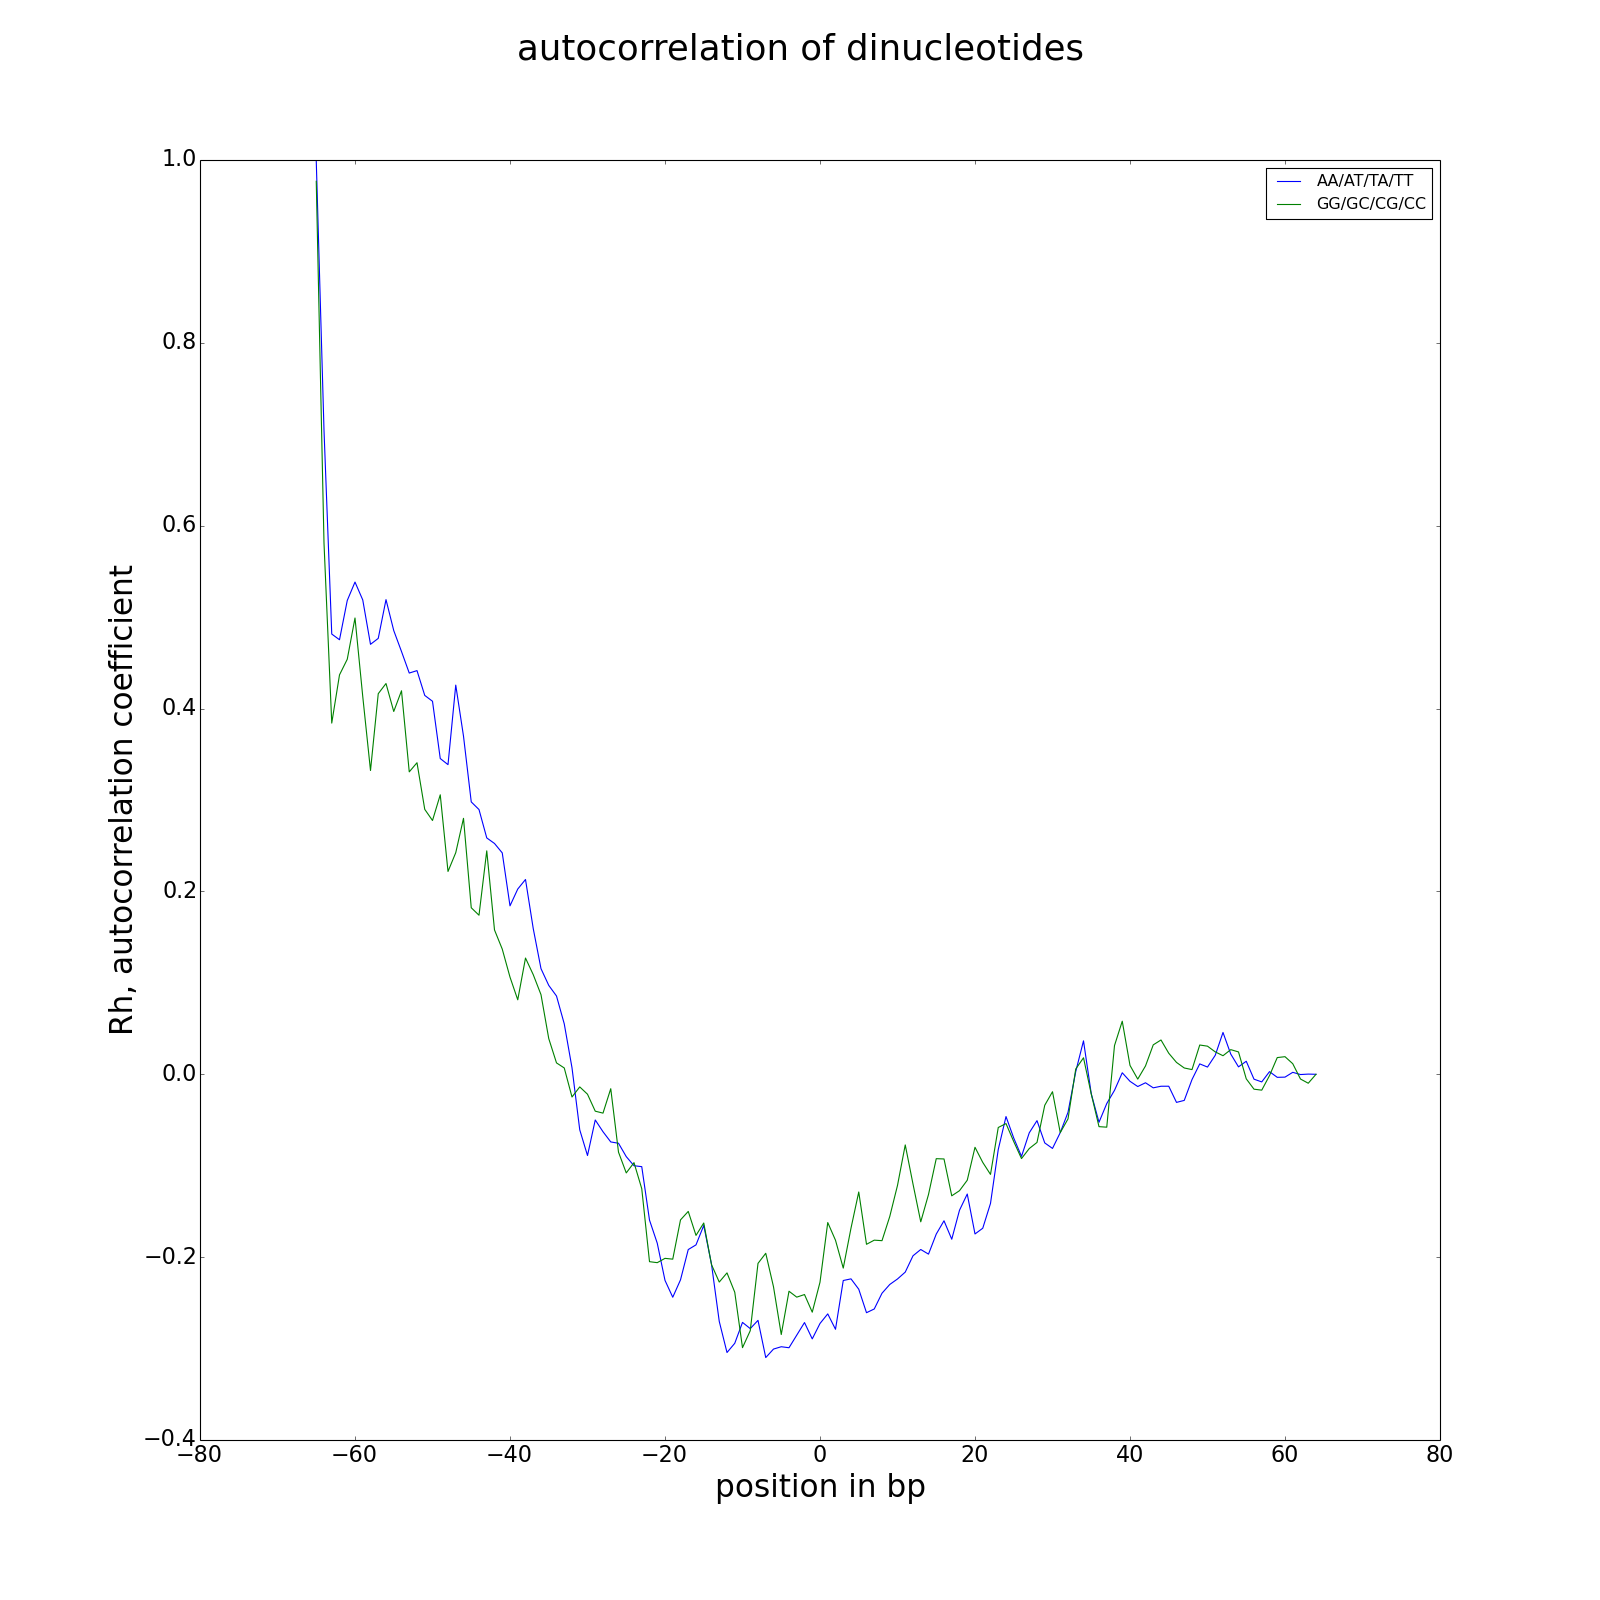 autocorrelation of dinucleotides
1.0
0.8
0.6
0.4
0.2
0.0
−0.2
−0.4
Rh, autocorrelation coefficient
AA/AT/TA/TT
GG/GC/CG/CC
−80 −60 −40 −20 0 20 40 60 80
position in bp